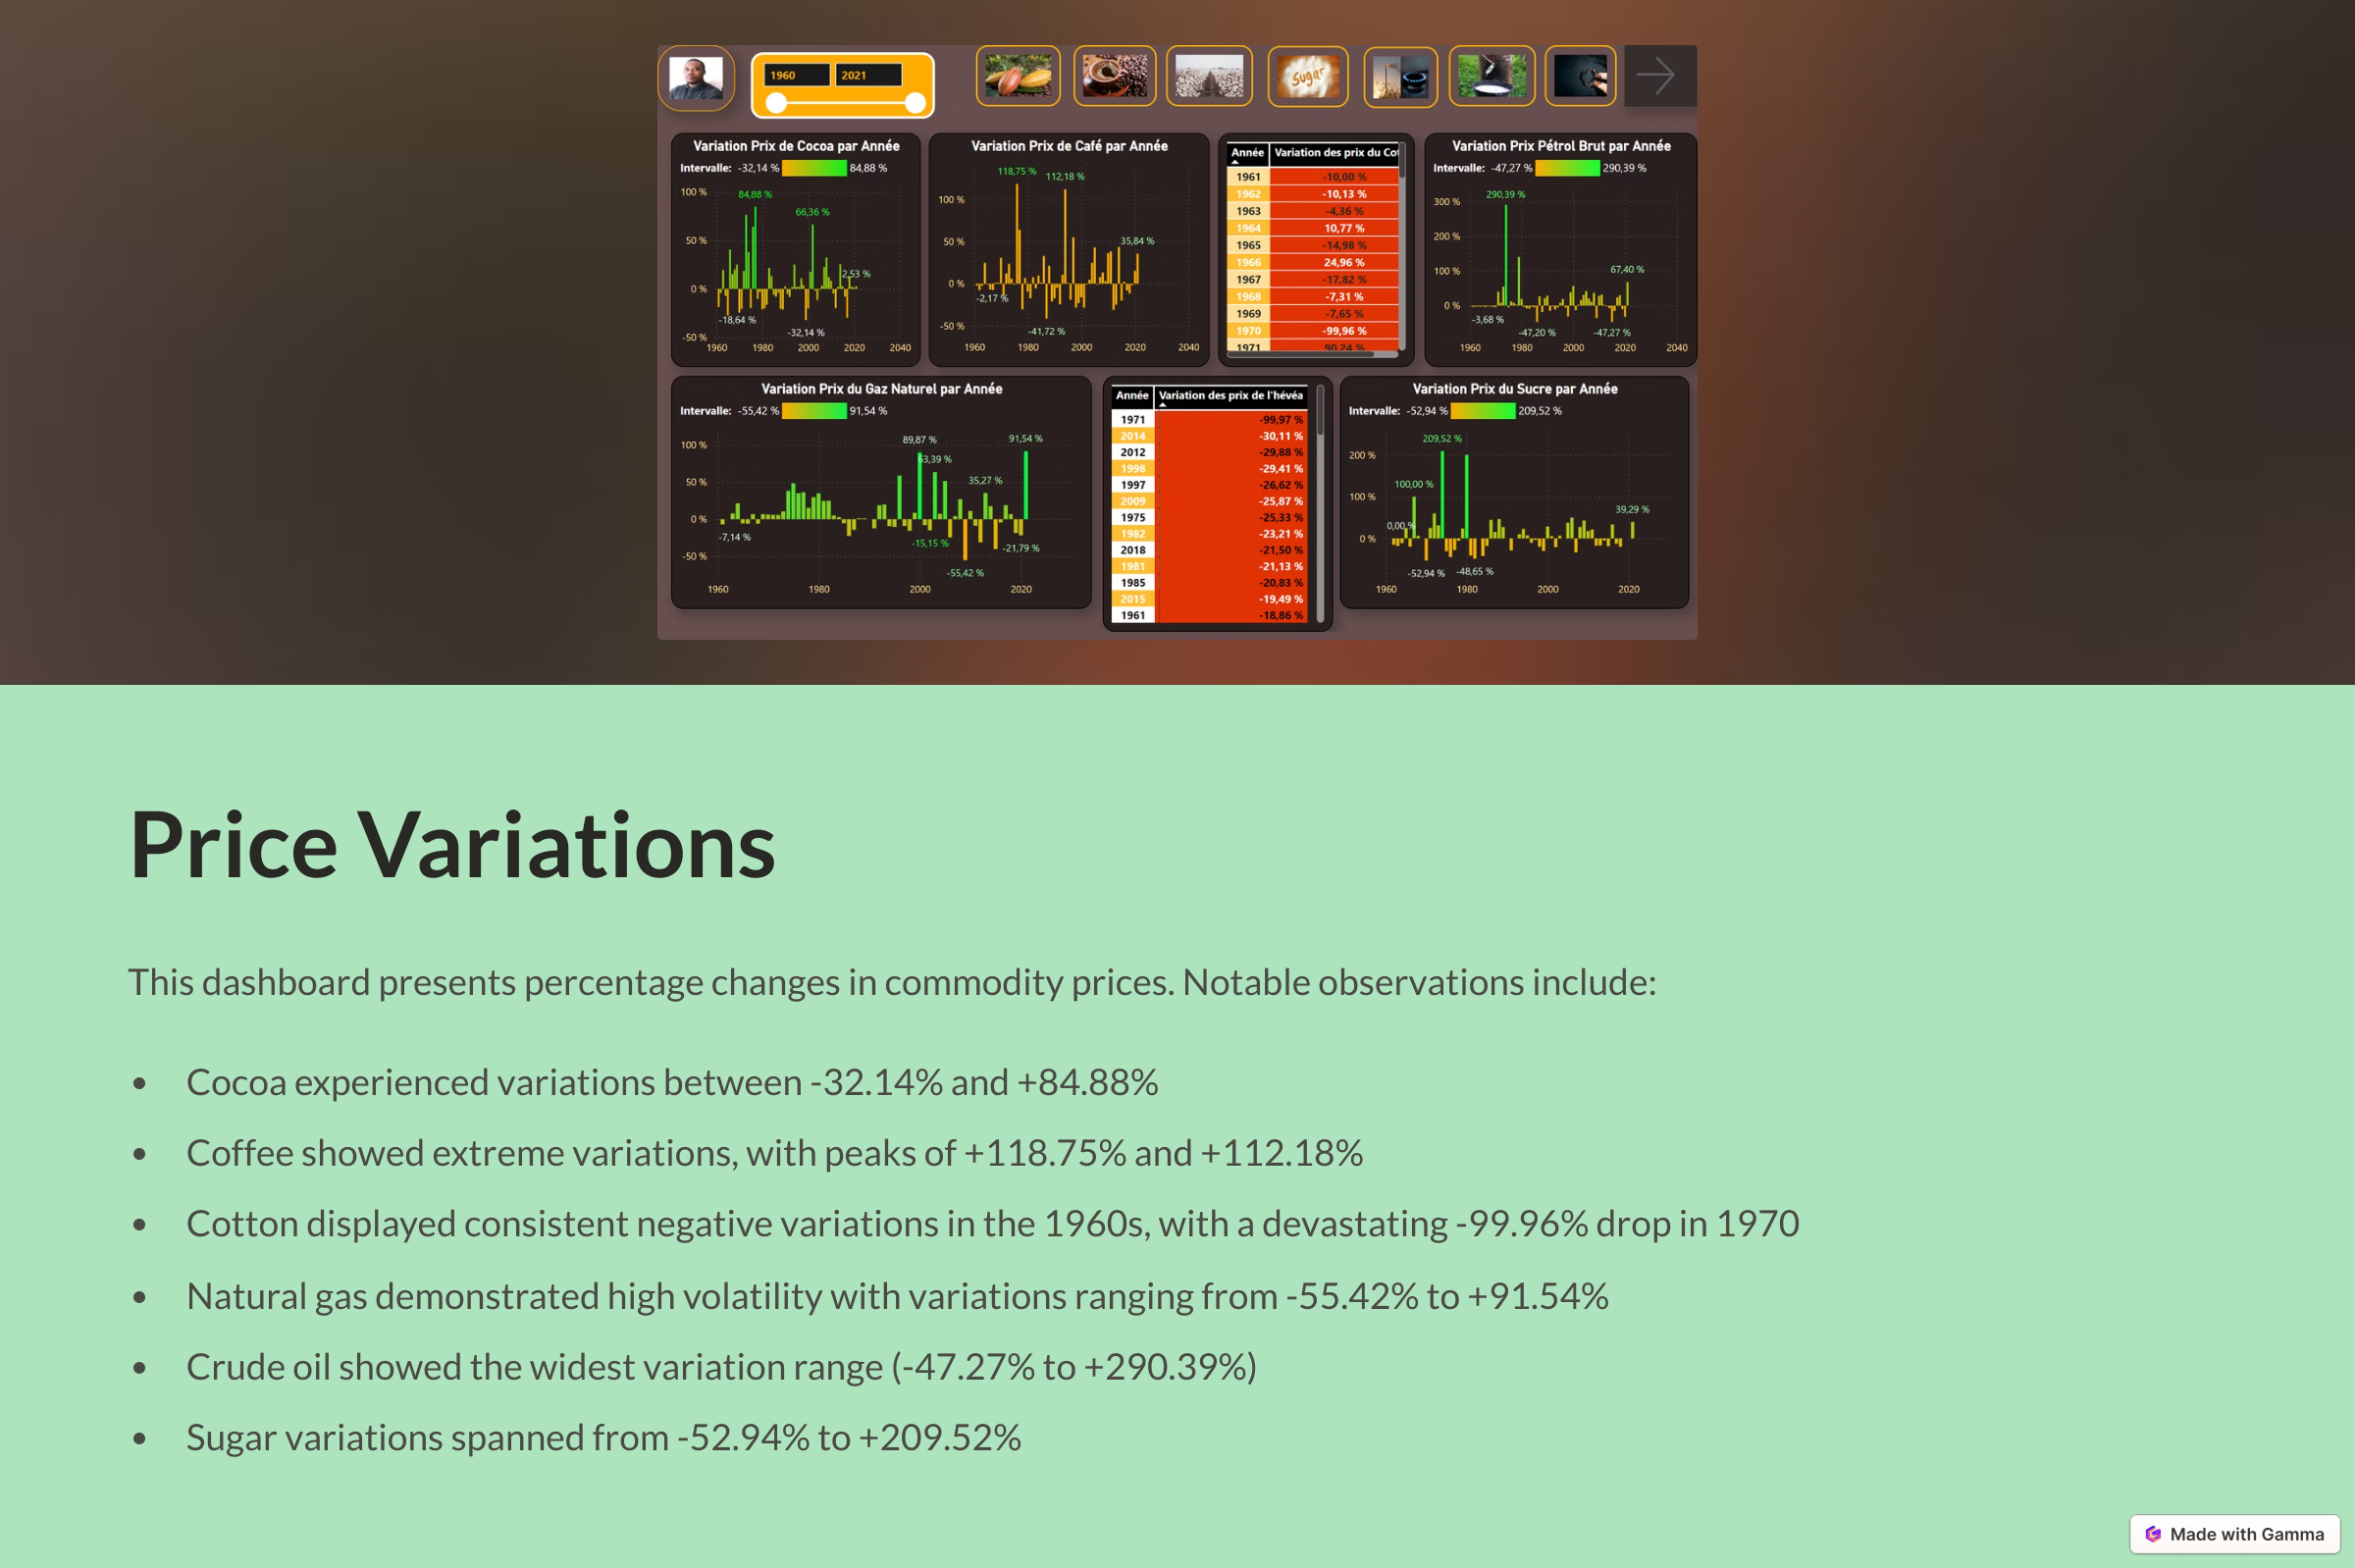 1960 2021
Sugar
Variation Prix de Cocoa par Année
Intervalle: -32,14 % 84,88 %
100 %
50 %
0 %
-50 %
84,88 %
66,36 %
2,53 %
-18,64 %
-32,14 %
1960 1980 2000 2020 2040
Variation Prix de Café par Année
118,75 % 112,18 %
100 %
50 %
0 %
-50 %
35,84 %
-2,17 %
-41,72 %
1960 1980 2000 2020 2040
Année Variation des prix du Cot
1961 -10,00 %
1962 -10,13 %
1963 -4,36 %
1964 10,77 %
1965 -14,98 %
1966 24,96 %
1967 -17,82 %
1968 -7,31 %
1969 -7,65 %
1970 -99,96 %
1971 90,24 %
Variation Prix Pétrol Brut par Année
Intervalle: -47,27 % 290,39 %
300 %
200 %
100 %
0 %
290,39 %
67,40 %
-3,68 %
-47,20 % -47,27 %
1960 1980 2000 2020 2040
Variation Prix du Gaz Naturel par Année
Intervalle: -55,42 % 91,54 %
100 %
50 %
0 %
-50 %
89,87 % 91,54 %
63,39 %
35,27 %
-7,14 %
-15,15 % -21,79 %
-55,42 %
1960 1980 2000 2020
Année Variation des prix de l'hévéa
1971 -99,97 %
2014 -30,11 %
2012 -29,88 %
1998 -29,41 %
1997 -26,62 %
2009 -25,87 %
1975 -25,33 %
1982 -23,21 %
2018 -21,50 %
1981 -21,13 %
1985 -20,83 %
2015 -19,49 %
1961 -18,86 %
Variation Prix du Sucre par Année
Intervalle: -52,94 % 209,52 %
200 %
100 %
0 %
209,52 %
100,00 %
0,00 %
39,29 %
-52,94 % -48,65 %
1960 1980 2000 2020
Price Variations
This dashboard presents percentage changes in commodity prices. Notable observations include:
• Cocoa experienced variations between -32.14% and +84.88%
• Coffee showed extreme variations, with peaks of +118.75% and +112.18%
• Cotton displayed consistent negative variations in the 1960s, with a devastating -99.96% drop in 1970
• Natural gas demonstrated high volatility with variations ranging from -55.42% to +91.54%
• Crude oil showed the widest variation range (-47.27% to +290.39%)
• Sugar variations spanned from -52.94% to +209.52%
Made with Gamma